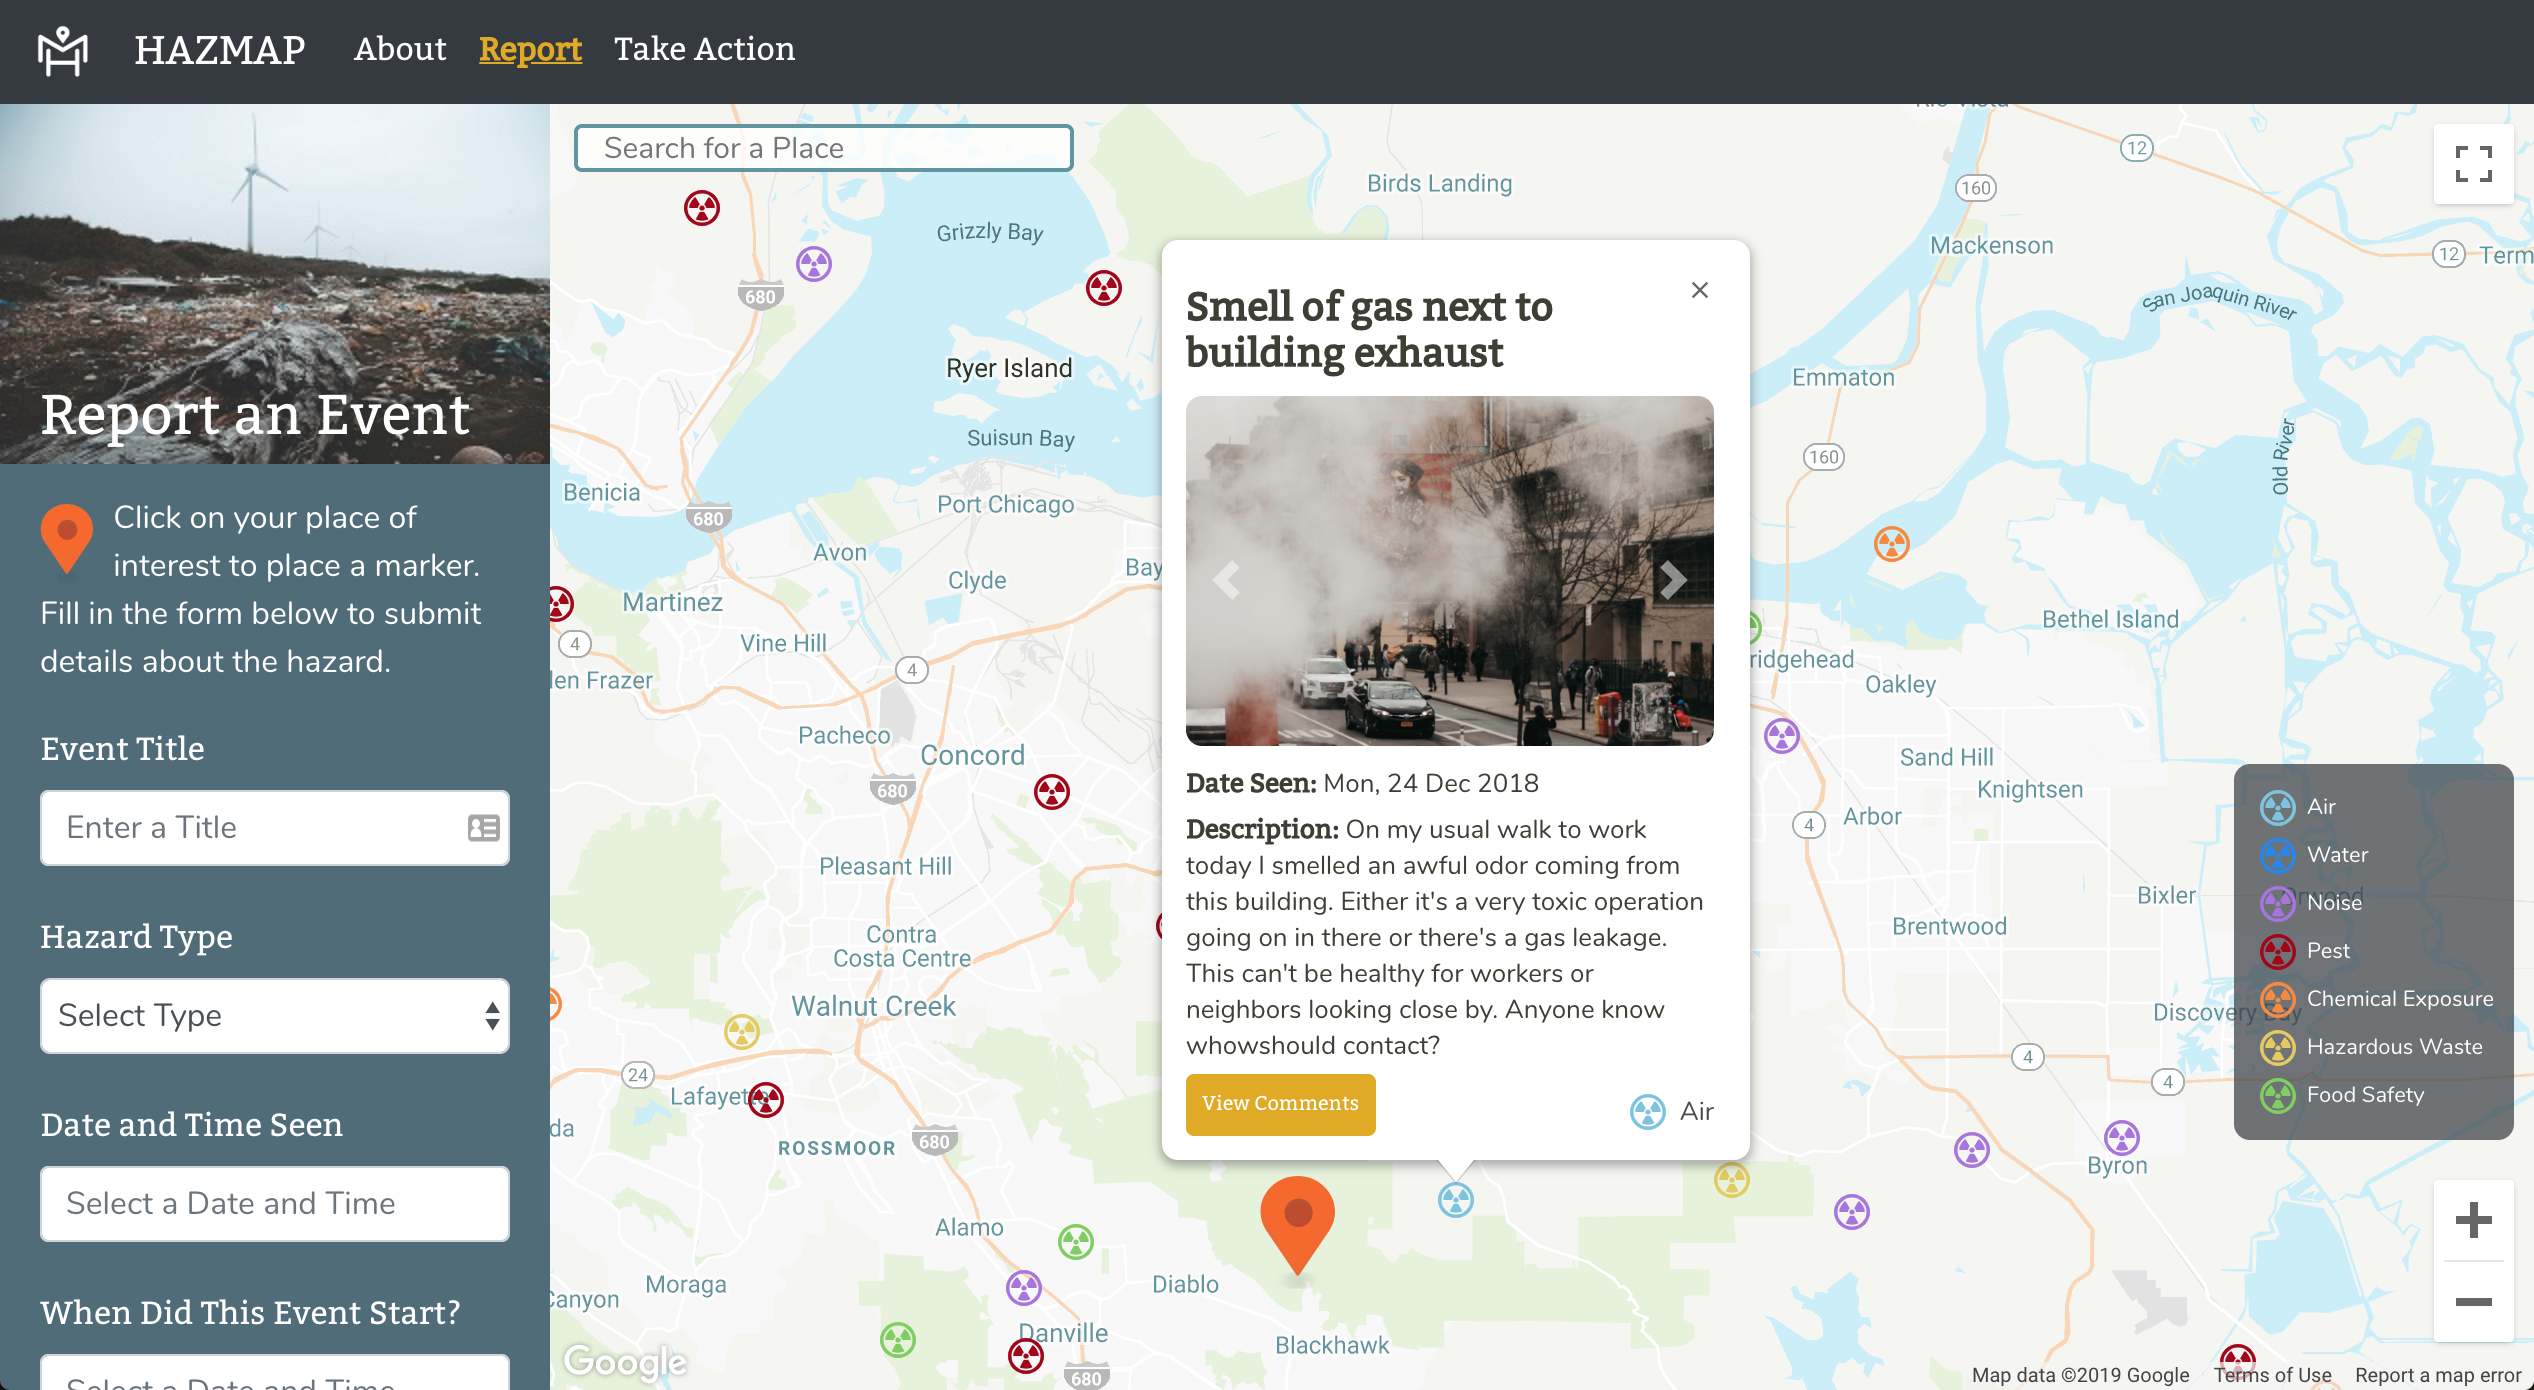 HAZMAP
About
Report
Take Action
Report an Event
Click on your place of
interest to place a marker.
Fill in the form below to submit
details about the hazard.
Event Title
Enter a Title
Hazard Type
Select Type
Date and Time Seen
Select a Date and Time
When Did This Event Start?
Select a Date and Time
Search for a Place
Birds Landing
12
160
Mackenson
12
Term
San Joaquin River
Grizzly Bay
680
Ryer Island
Suisun Bay
Emmaton
160
Old River
Benicia
680
Port Chicago
Avon
Clyde
Bay
Martinez
Vine Hill
4
4
len Frazer
Bethel Island
ridgehead
Oakley
Pacheco
Concord
680
Sand Hill
Knightsen
4
Arbor
Pleasant Hill
Contra
Costa Centre
Bixler
Orwood
Brentwood
Walnut Creek
Discovery Bay
24
Lafayette
4
4
da
ROSSMOOR
680
Byron
Alamo
Moraga
Diablo
Canyon
Danville
Blackhawk
680
Smell of gas next to
building exhaust
Date Seen: Mon, 24 Dec 2018
Description: On my usual walk to work
today I smelled an awful odor coming from
this building. Either it's a very toxic operation
going on in there or there's a gas leakage.
This can't be healthy for workers or
neighbors looking close by. Anyone know
whowshould contact?
View Comments
Air
Air
Water
Noise
Pest
Chemical Exposure
Hazardous Waste
Food Safety
Google
Map data ©2019 Google
Terms of Use
Report a map error